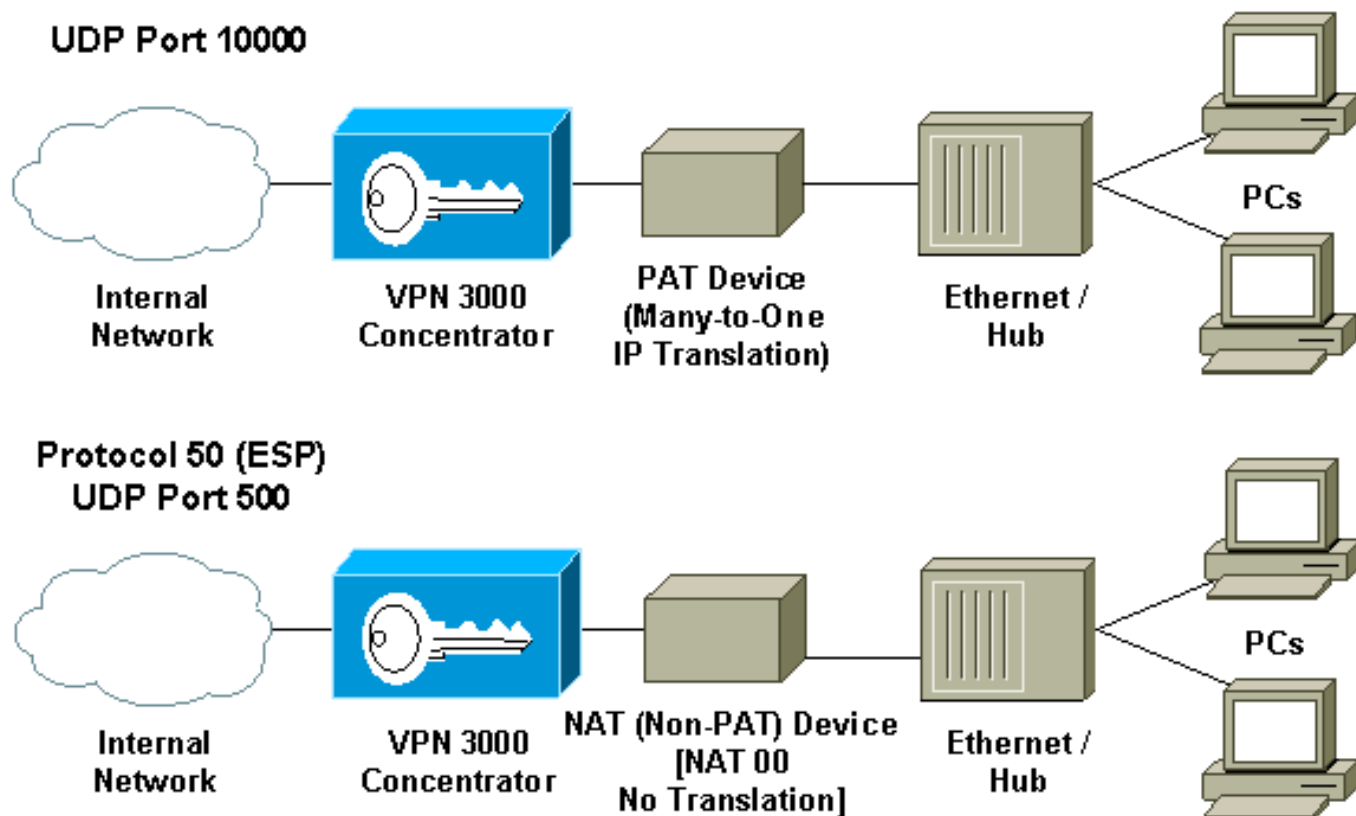 UDP Port 10000
PCs
Internal
Network
VPN 3000
Concentrator
PAT Device
(Many-to-One
IP Translation)
Ethernet /
Hub
Protocol 50 (ESP)
UDP Port 500
PCs
Internal
Network
VPN 3000
Concentrator
NAT (Non-PAT) Device
[NAT 00
No Translation]
Ethernet /
Hub